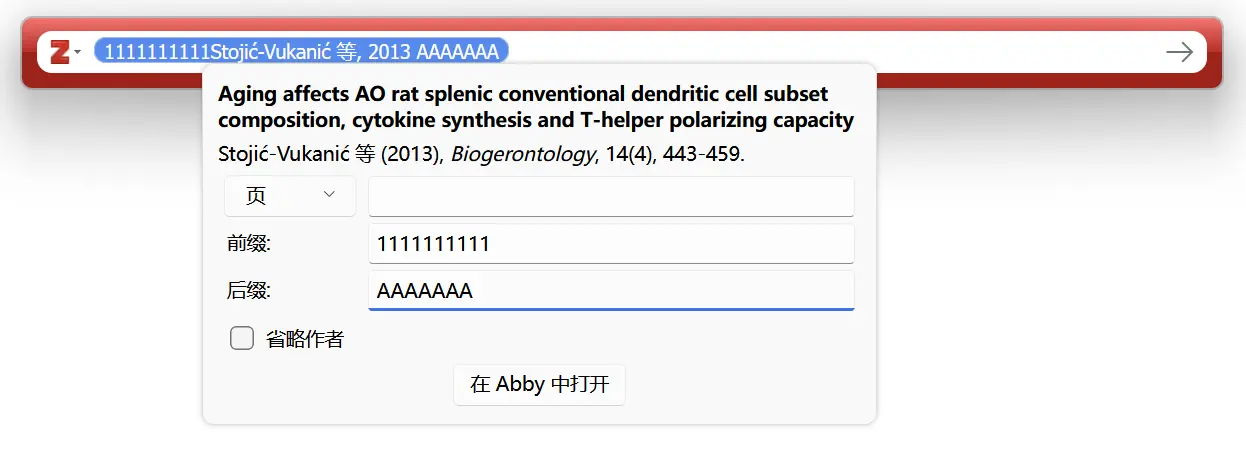 Z
1111111111Stojić-Vukanić 等, 2013 AAAAAAA
Aging affects AO rat splenic conventional dendritic cell subset
composition, cytokine synthesis and T-helper polarizing capacity
Stojić-Vukanić 等 (2013), Biogerontology, 14(4), 443-459.
页
前缀: 1111111111
后缀: AAAAAAA
省略作者
在 Abby 中打开